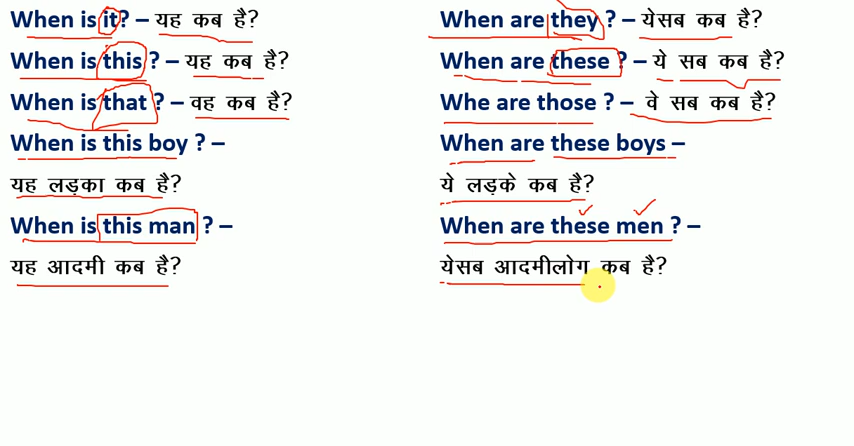 When is it? – यह कब है?
When is this ? – यह कब है?
When is that ? – वह कब है?
When is this boy ? –
यह लड़का कब है?
When is this man ? –
यह आदमी कब है?
When are they ? – येसब कब है?
When are these ? – ये सब कब है?
Whe are those ? – वे सब कब है?
When are these boys –
ये लड़के कब है?
When are these men ? –
येसब आदमीलोग कब है?